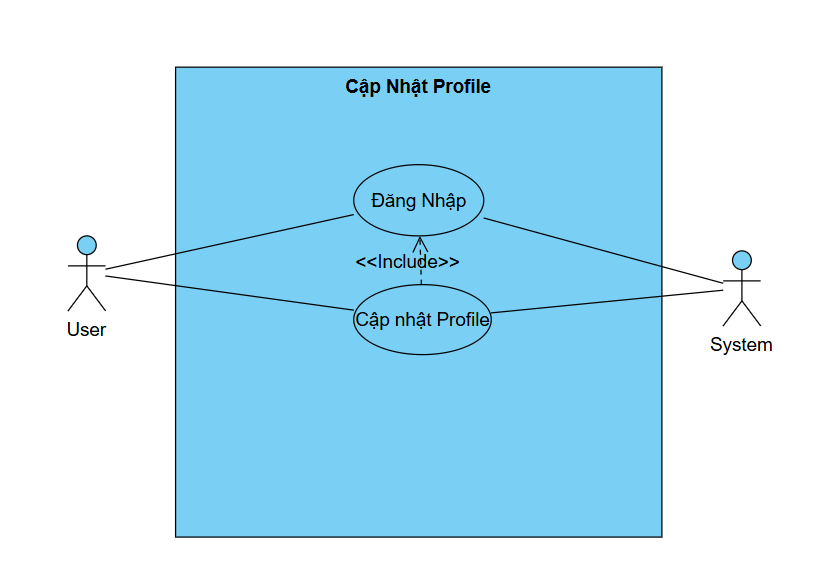 Cập Nhật Profile
Đăng Nhập
<<Include>>
Cập nhật Profile
User
System